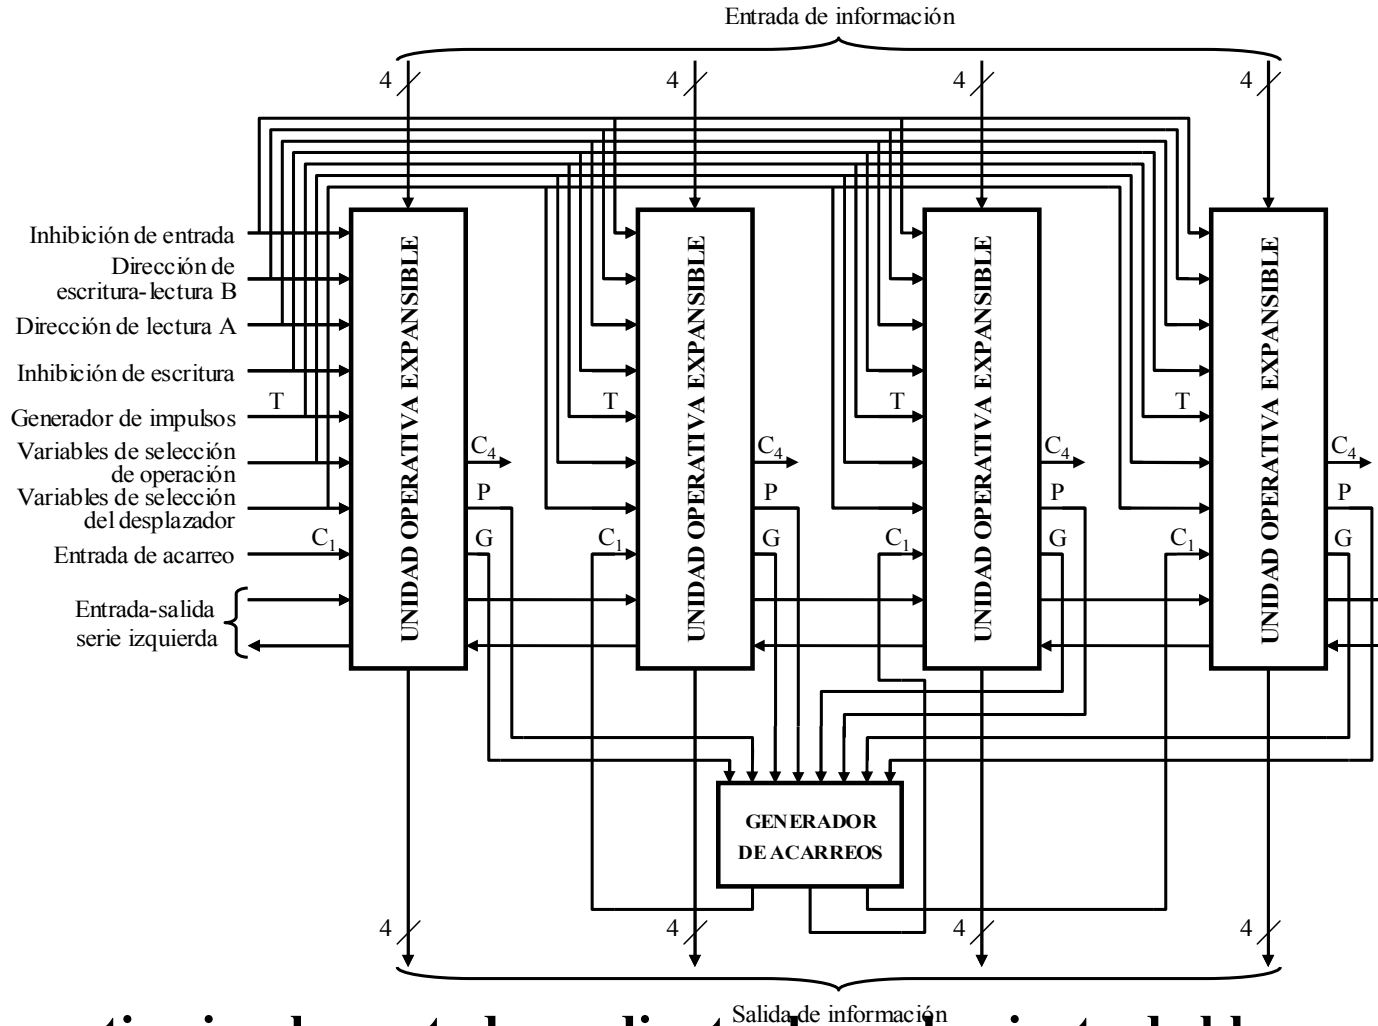 Entrada de información
4 4 4 4
Inhibición de entrada
Dirección de
escritura-lectura B
Dirección de lectura A
Inhibición de escritura
Generador de impulsos
T T T T
Variables de selección
de operación
Variables de selección
del desplazador
Entrada de acarreo
Entrada-salida
serie izquierda
UNIDAD OPERATIVA EXPANSIBLE
UNIDAD OPERATIVA EXPANSIBLE
UNIDAD OPERATIVA EXPANSIBLE
UNIDAD OPERATIVA EXPANSIBLE
C4 C4 C4 C4
P P P P
C1 G C1 G C1 G C1 G
GENERADOR
DE ACARREOS
4 4 4 4
Salida de información